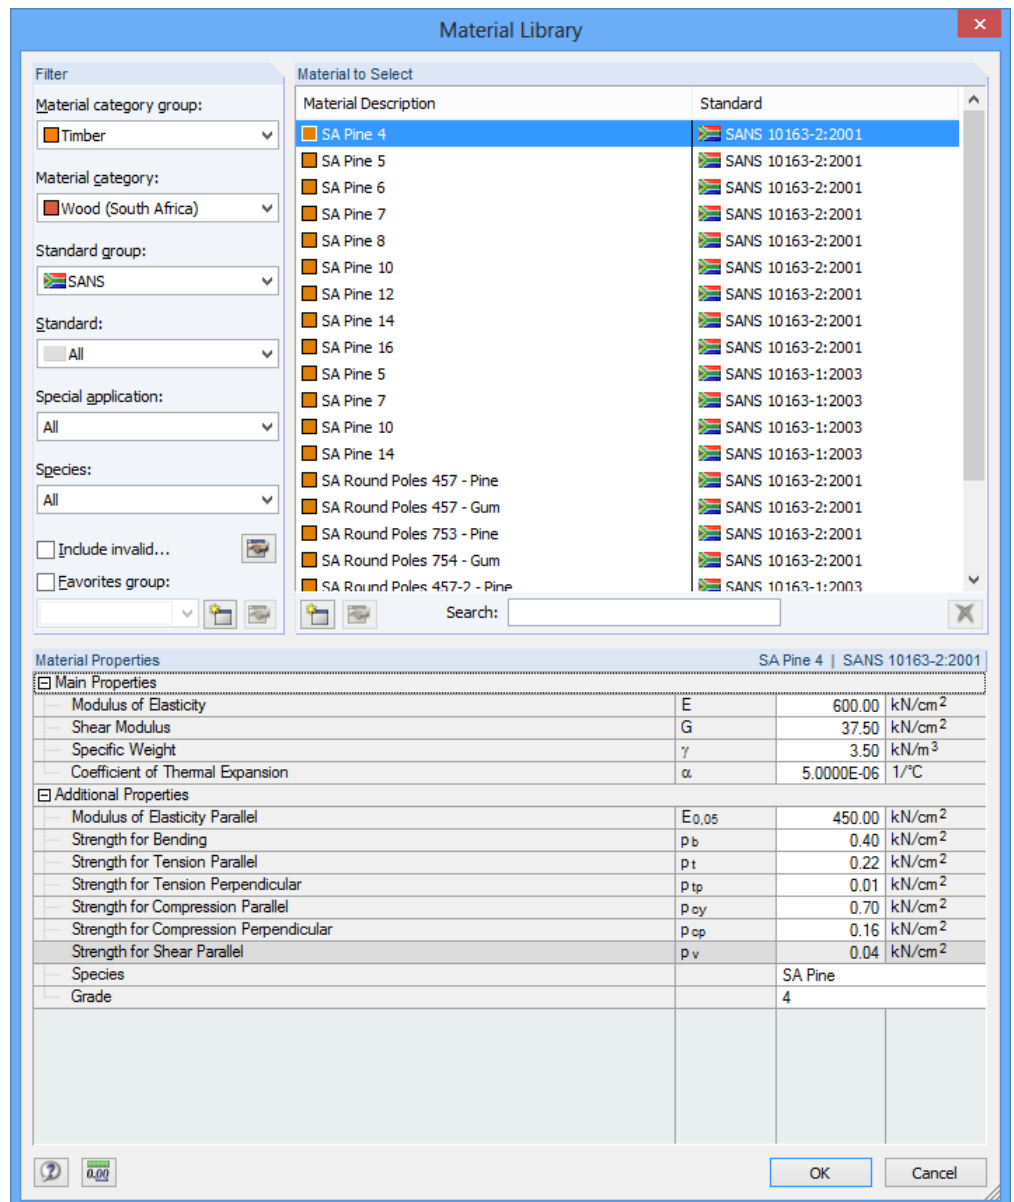 Material Library
Filter
Material category group:
Timber
Material category:
Wood (South Africa)
Standard group:
SANS
Standard:
All
Special application:
All
Species:
All
Include invalid...
Favorites group:
Material to Select
Material Description Standard
SA Pine 4 SANS 10163-2:2001
SA Pine 5 SANS 10163-2:2001
SA Pine 6 SANS 10163-2:2001
SA Pine 7 SANS 10163-2:2001
SA Pine 8 SANS 10163-2:2001
SA Pine 10 SANS 10163-2:2001
SA Pine 12 SANS 10163-2:2001
SA Pine 14 SANS 10163-2:2001
SA Pine 16 SANS 10163-2:2001
SA Pine 5 SANS 10163-1:2003
SA Pine 7 SANS 10163-1:2003
SA Pine 10 SANS 10163-1:2003
SA Pine 14 SANS 10163-1:2003
SA Round Poles 457 - Pine SANS 10163-2:2001
SA Round Poles 457 - Gum SANS 10163-2:2001
SA Round Poles 753 - Pine SANS 10163-2:2001
SA Round Poles 754 - Gum SANS 10163-2:2001
SA Round Poles 457-2 - Pine SANS 10163-1:2003
Search:
Material Properties SA Pine 4 | SANS 10163-2:2001
Main Properties
Modulus of Elasticity E 600.00 kN/cm²
Shear Modulus G 37.50 kN/cm²
Specific Weight γ 3.50 kN/m³
Coefficient of Thermal Expansion α 5.0000E-06 1/°C
Additional Properties
Modulus of Elasticity Parallel E0,05 450.00 kN/cm²
Strength for Bending pb 0.40 kN/cm²
Strength for Tension Parallel pt 0.22 kN/cm²
Strength for Tension Perpendicular ptp 0.01 kN/cm²
Strength for Compression Parallel pcy 0.70 kN/cm²
Strength for Compression Perpendicular pcp 0.16 kN/cm²
Strength for Shear Parallel pv 0.04 kN/cm²
Species SA Pine
Grade 4
0.00
OK Cancel